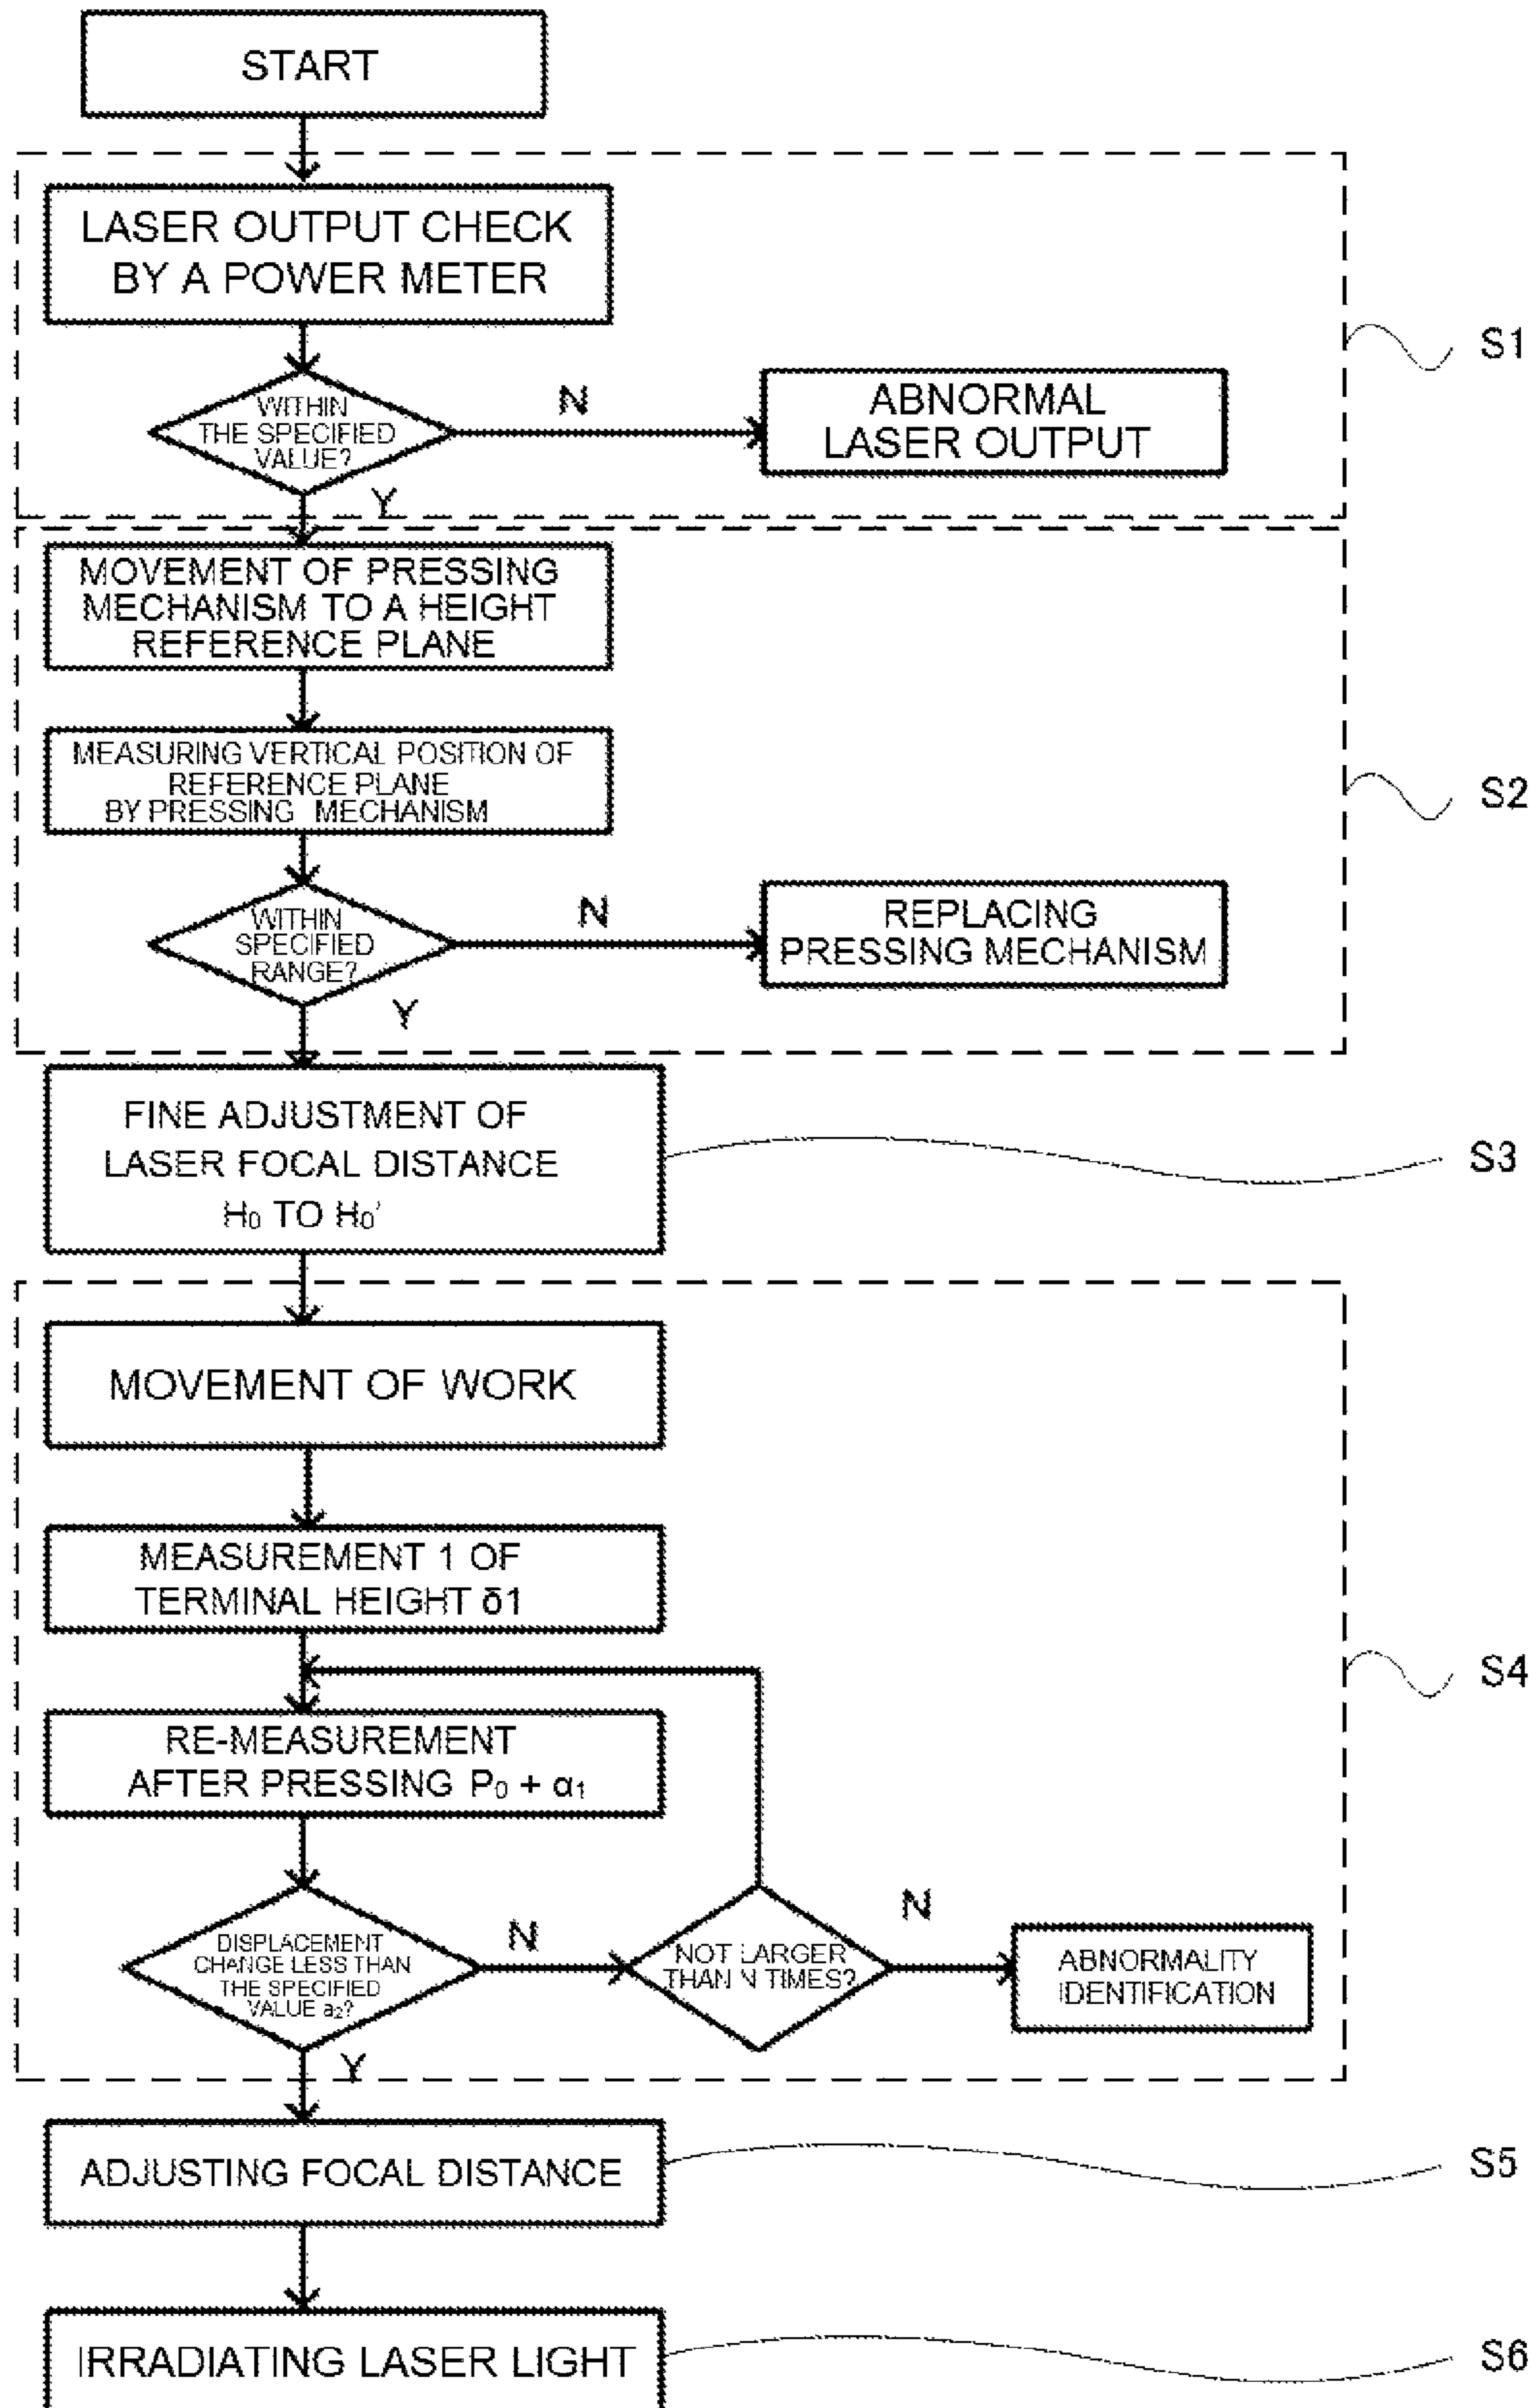 START
LASER OUTPUT CHECK
BY A POWER METER
S1
WITHIN
THE SPECIFIED
VALUE?
N
ABNORMAL
LASER OUTPUT
Y
MOVEMENT OF PRESSING
MECHANISM TO A HEIGHT
REFERENCE PLANE
MEASURING VERTICAL POSITION OF
REFERENCE PLANE
BY PRESSING MECHANISM
S2
WITHIN
SPECIFIED
RANGE?
N
REPLACING
PRESSING MECHANISM
Y
FINE ADJUSTMENT OF
LASER FOCAL DISTANCE
H₀ TO H₀'
S3
MOVEMENT OF WORK
MEASUREMENT 1 OF
TERMINAL HEIGHT δ1
S4
RE-MEASUREMENT
AFTER PRESSING P₀ + α₁
DISPLACEMENT
CHANGE LESS THAN
THE SPECIFIED
VALUE a₂?
N
NOT LARGER
THAN N TIMES?
N
ABNORMALITY
IDENTIFICATION
Y
ADJUSTING FOCAL DISTANCE
S5
IRRADIATING LASER LIGHT
S6